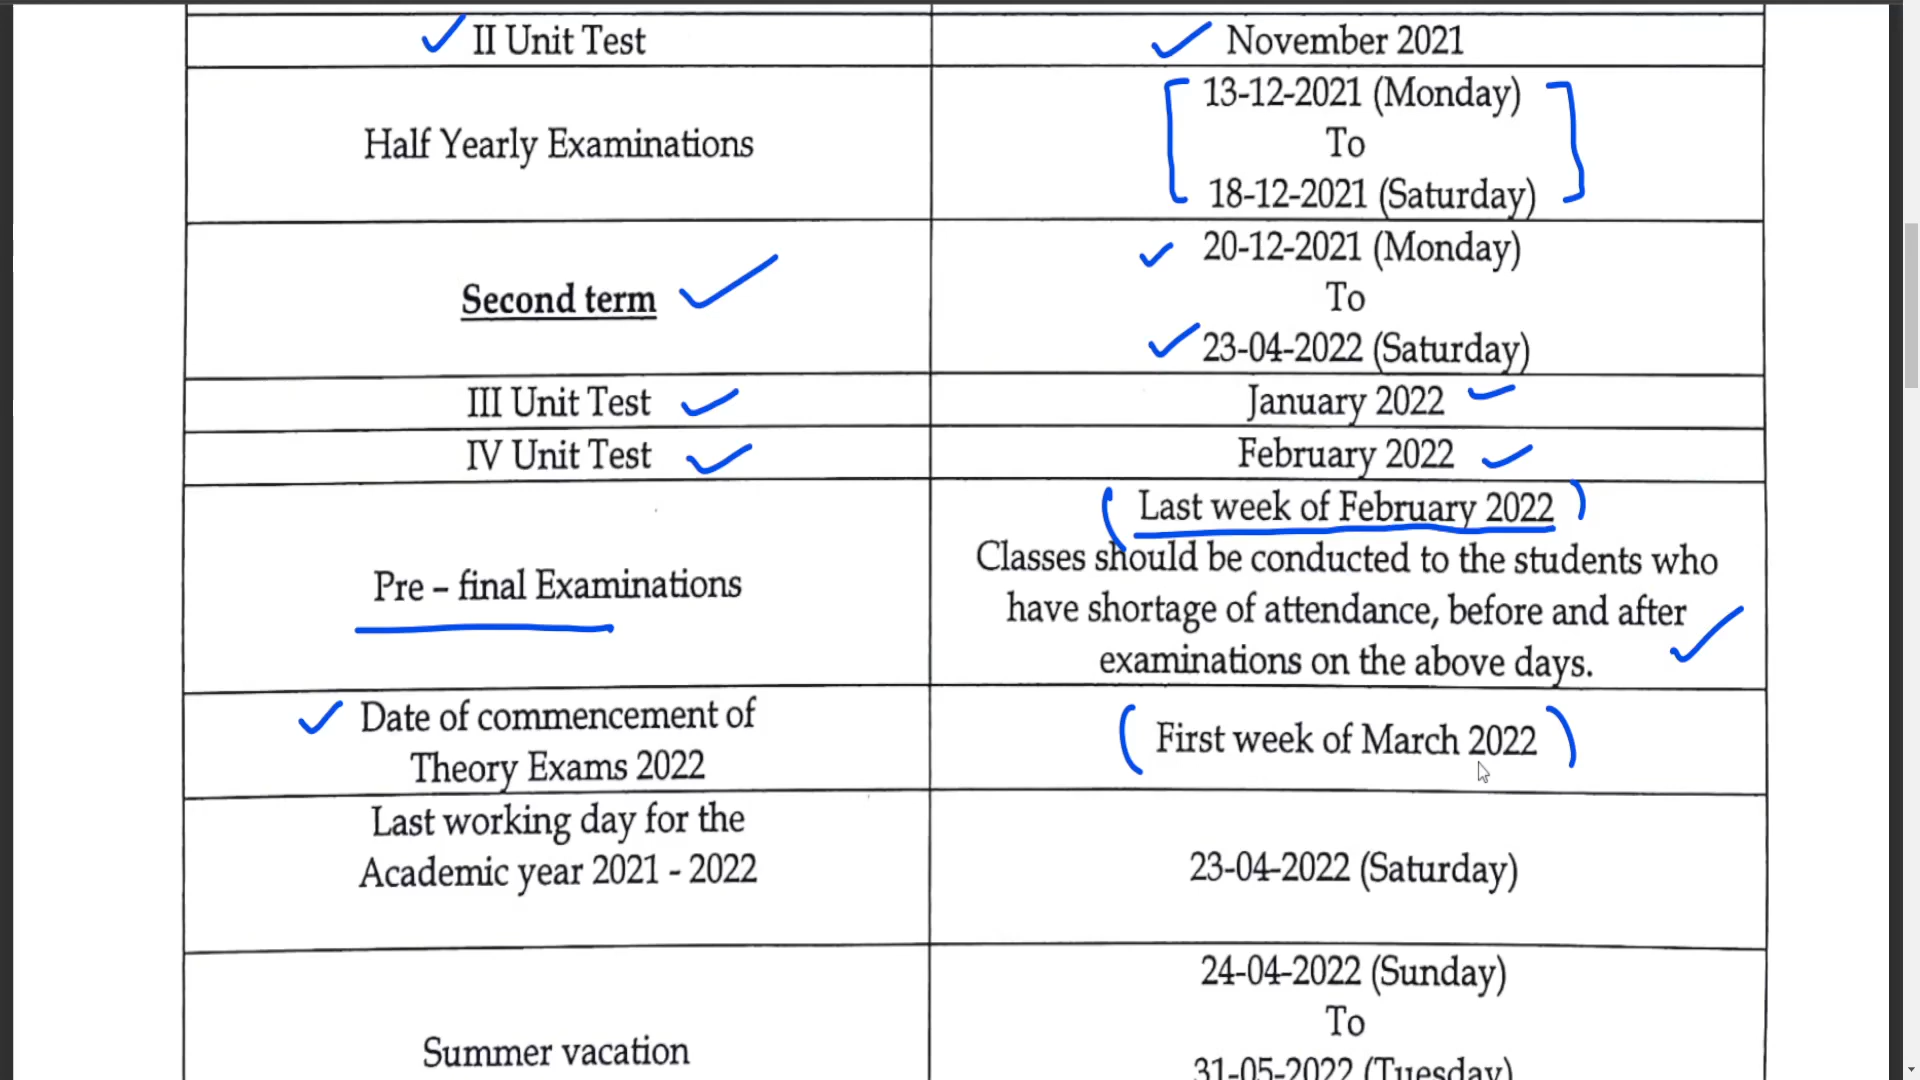 II Unit Test
November 2021
Half Yearly Examinations
13-12-2021 (Monday)
To
18-12-2021 (Saturday)
Second term
20-12-2021 (Monday)
To
23-04-2022 (Saturday)
III Unit Test
January 2022
IV Unit Test
February 2022
Pre – final Examinations
Last week of February 2022
Classes should be conducted to the students who
have shortage of attendance, before and after
examinations on the above days.
Date of commencement of
Theory Exams 2022
First week of March 2022
Last working day for the
Academic year 2021 - 2022
23-04-2022 (Saturday)
Summer vacation
24-04-2022 (Sunday)
To
31-05-2022 (Tuesday)